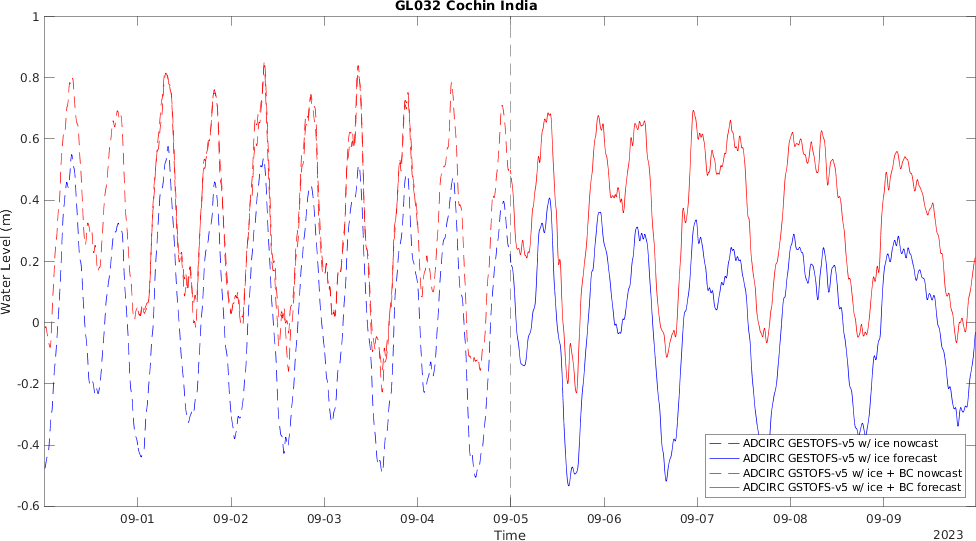 GL032 Cochin India
1
0.8
0.6
0.4
0.2
0
-0.2
-0.4
-0.6
Water Level (m)
09-01
09-02
09-03
09-04
09-05
09-06
09-07
09-08
09-09
Time
2023
ADCIRC GESTOFS-v5 w/ ice nowcast
ADCIRC GESTOFS-v5 w/ ice forecast
ADCIRC GSTOFS-v5 w/ ice + BC nowcast
ADCIRC GSTOFS-v5 w/ ice + BC forecast